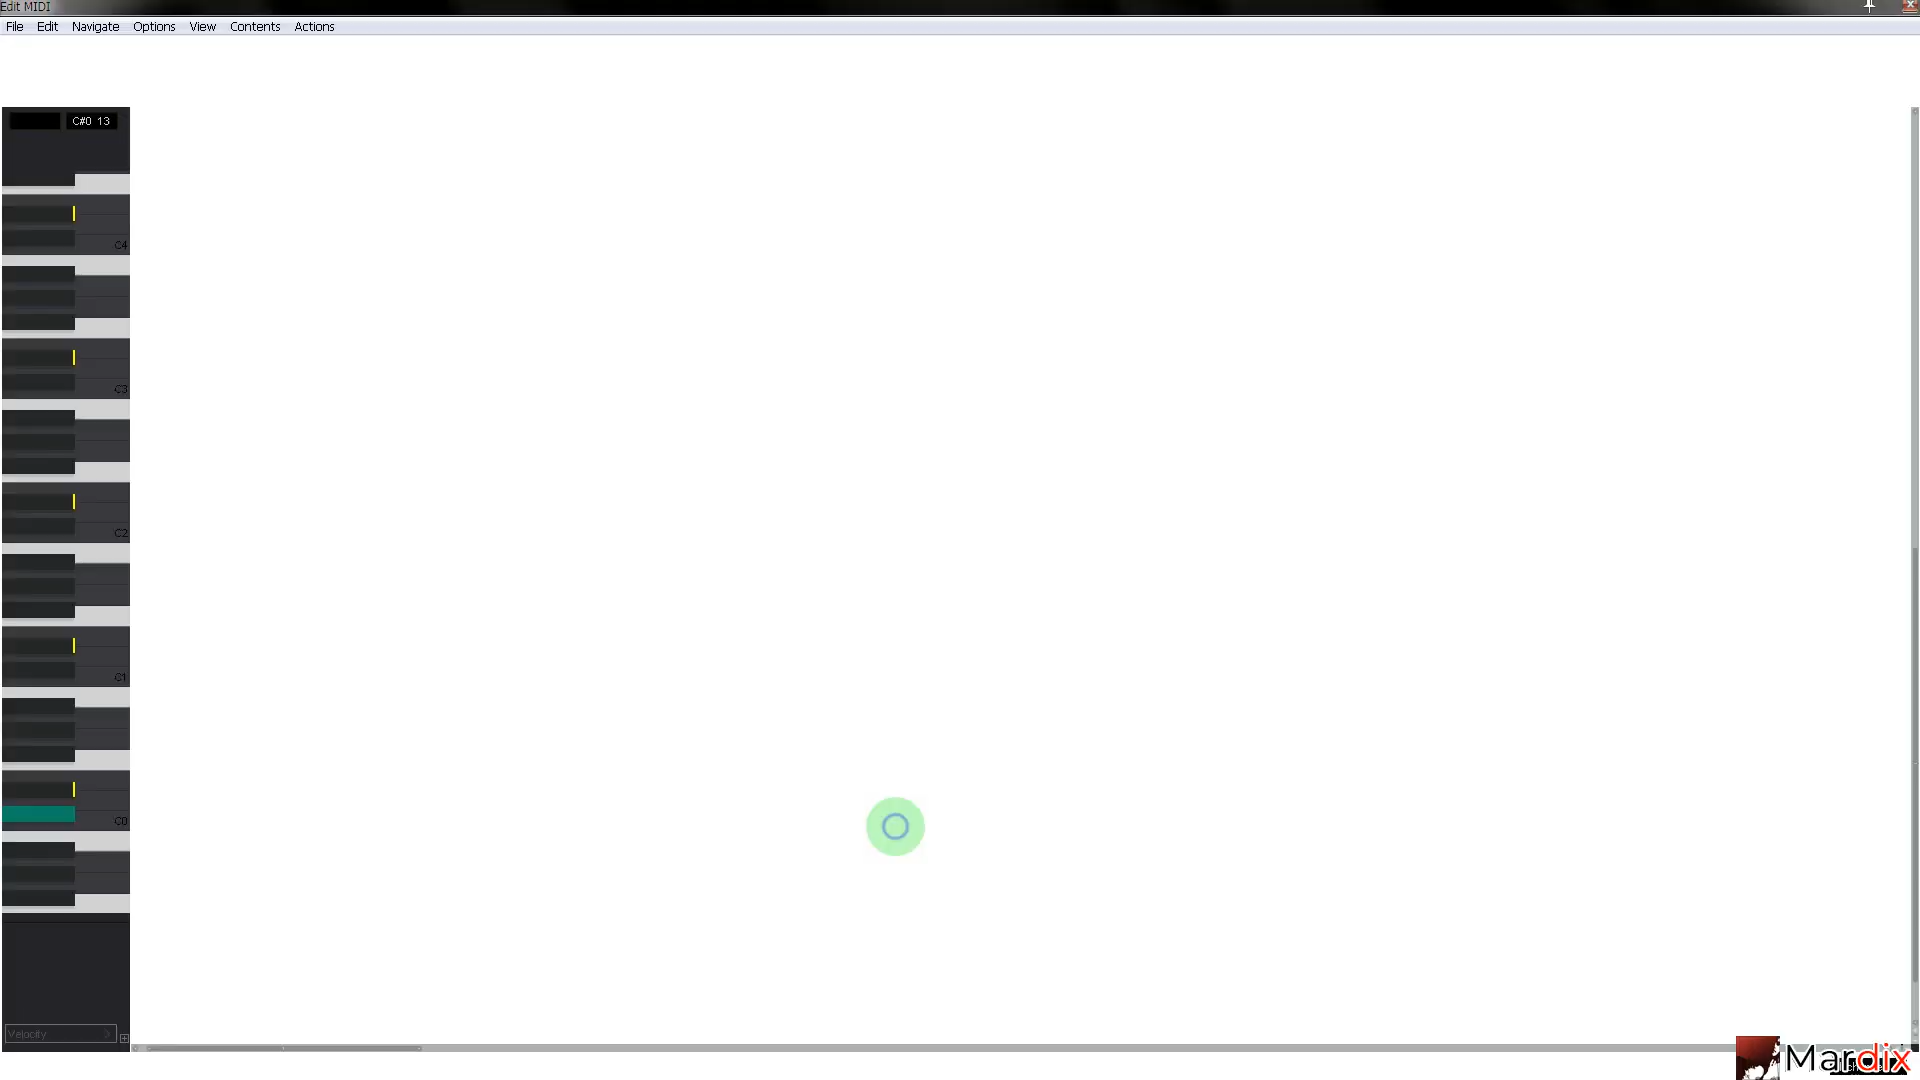 Edit MIDI
File Edit Navigate Options View Contents Actions
C#0 13
C4
C3
C2
C1
C0
Velocity
Mardix